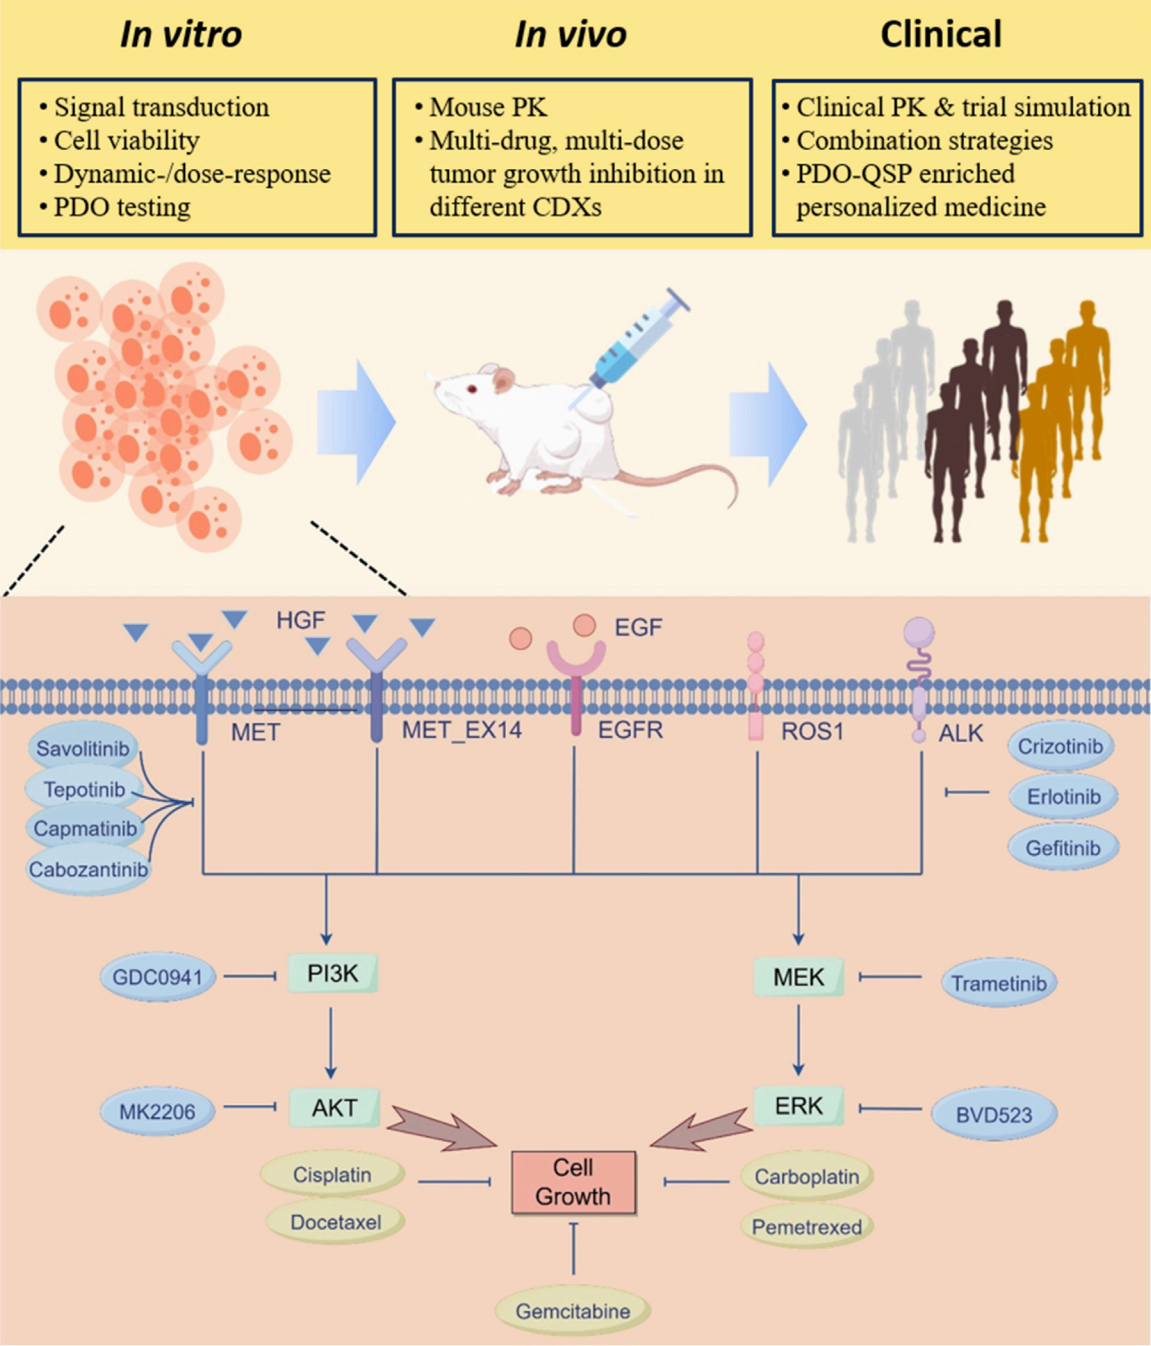 In vitro
In vivo
Clinical
• Signal transduction
• Cell viability
• Dynamic-/dose-response
• PDO testing
• Mouse PK
• Multi-drug, multi-dose
tumor growth inhibition in
different CDXs
• Clinical PK & trial simulation
• Combination strategies
• PDO-QSP enriched
personalized medicine
HGF
EGF
MET
MET_EX14
EGFR
ROS1
ALK
Savolitinib
Tepotinib
Capmatinib
Cabozantinib
Crizotinib
Erlotinib
Gefitinib
GDC0941
PI3K
MEK
Trametinib
MK2206
AKT
ERK
BVD523
Cisplatin
Docetaxel
Cell
Growth
Carboplatin
Pemetrexed
Gemcitabine